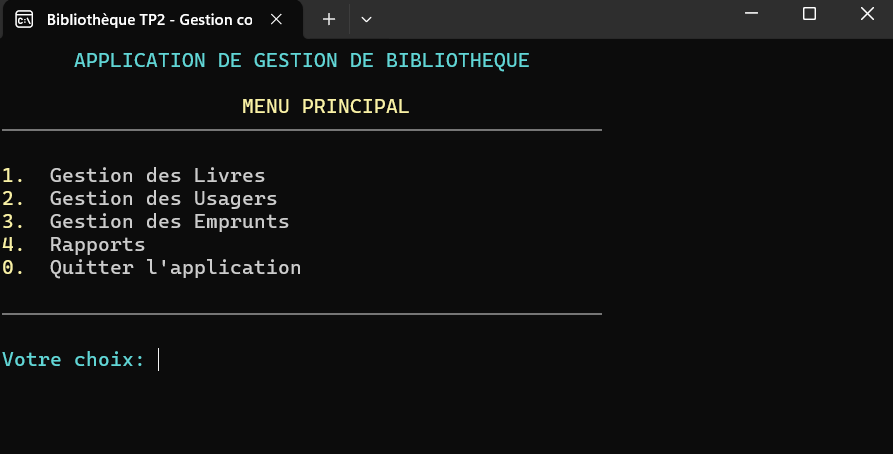 Bibliothèque TP2 - Gestion co
APPLICATION DE GESTION DE BIBLIOTHEQUE
MENU PRINCIPAL
1. Gestion des Livres
2. Gestion des Usagers
3. Gestion des Emprunts
4. Rapports
0. Quitter l'application
Votre choix: